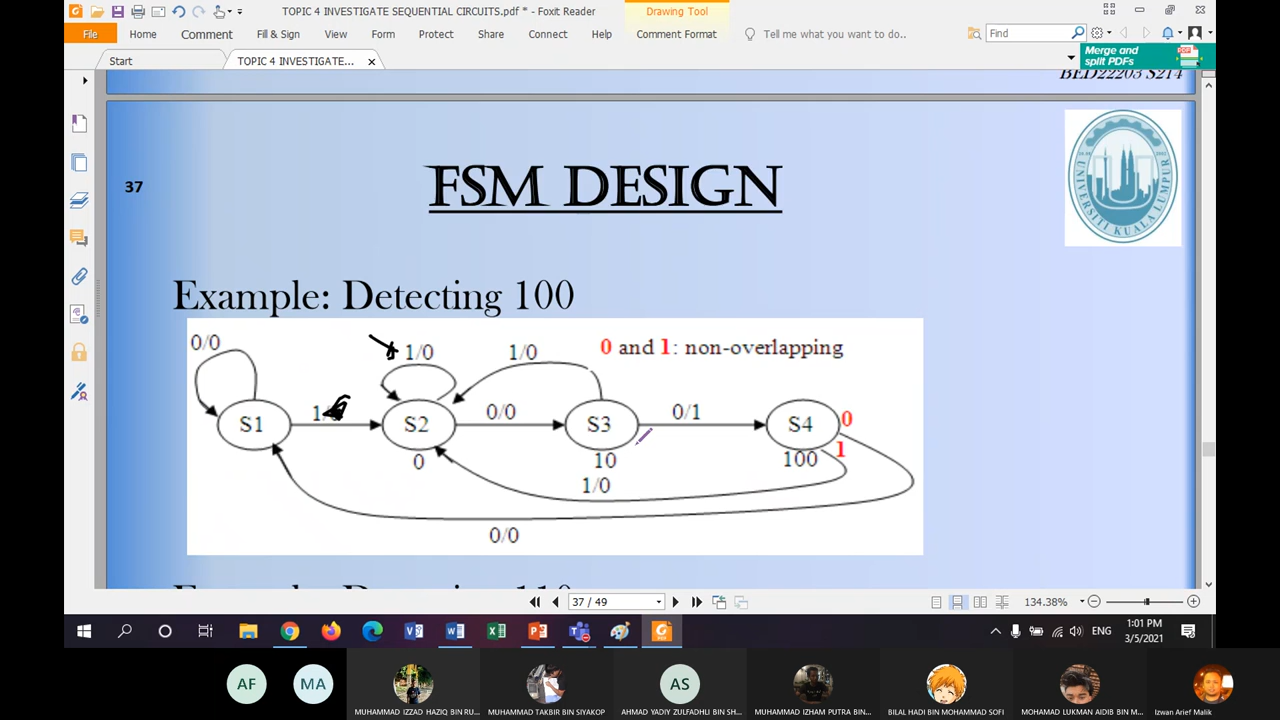 TOPIC 4 INVESTIGATE SEQUENTIAL CIRCUITS.pdf * - Foxit Reader
Drawing Tool
File Home Comment Fill & Sign View Form Protect Share Connect Help Comment Format Tell me what you want to do.. Find
Start TOPIC 4 INVESTIGATE... Merge and split PDFs
BED22203 S214
37
FSM DESIGN
UNIVERSITI KUALA LUMPUR
Example: Detecting 100
0/0
1/0
1/0
0 and 1: non-overlapping
1/
0/0
0/1
S1
S2
S3
S4
0
1
0
10
100
1/0
0/0
37 / 49
134.38%
ENG
1:01 PM
3/5/2021
AF
MA
AS
MUHAMMAD IZZAD HAZIQ BIN RU...
MUHAMMAD TAKBIR BIN SIYAKOP
AHMAD YADIY ZULFADHLI BIN SH...
MUHAMMAD IZHAM PUTRA BIN...
BILAL HADI BIN MOHAMMAD SOFI
MOHAMAD LUKMAN AIDIB BIN M...
Izwan Arief Malik